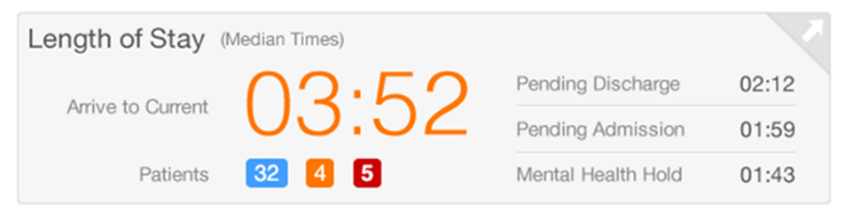 Length of Stay (Median Times)
Arrive to Current 03:52
Patients 32 4 5
Pending Discharge 02:12
Pending Admission 01:59
Mental Health Hold 01:43